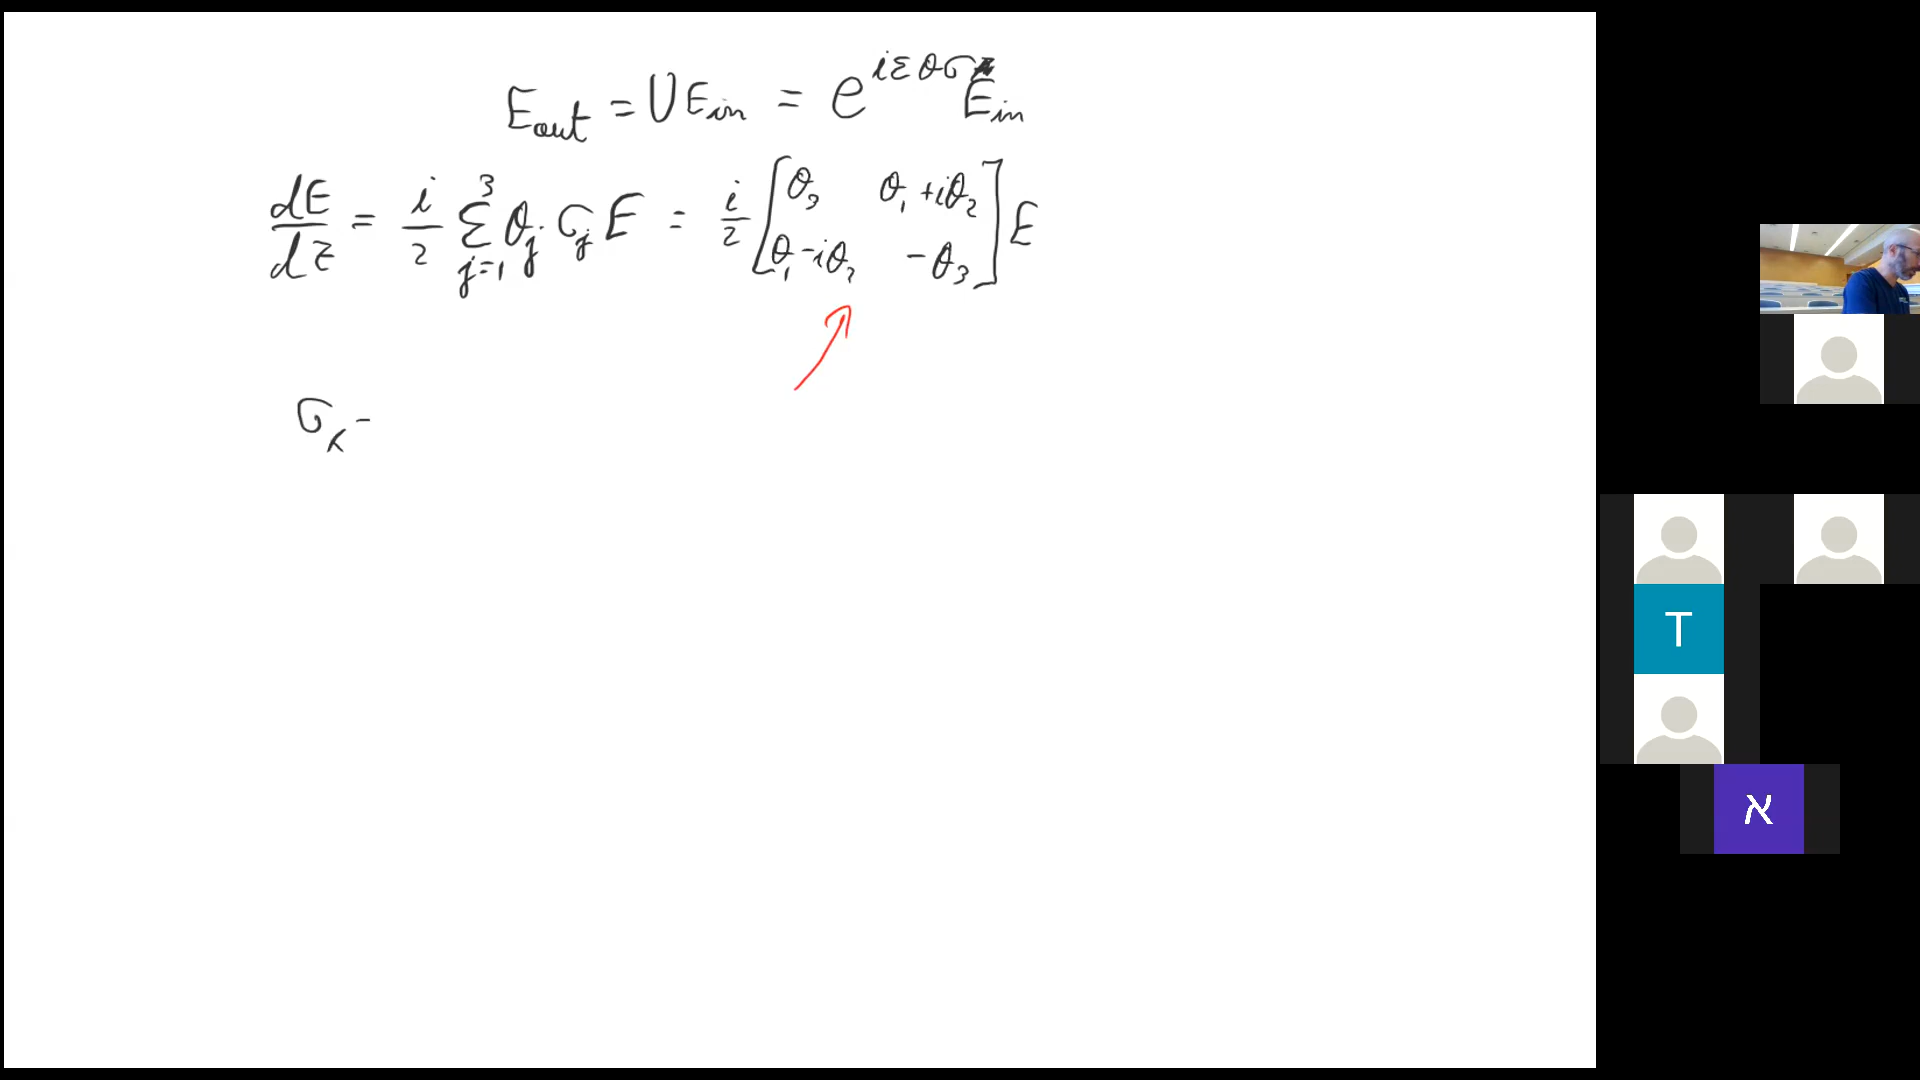 E_out = U E_in = e^{iΣθσ} E_in
dE/dz = i/2 Σ_{j=1}^{3} θ_j σ_j E = i/2 [θ_3 θ_1 + iθ_2
θ_1 - iθ_2 -θ_3] E
σ_x =
T
א